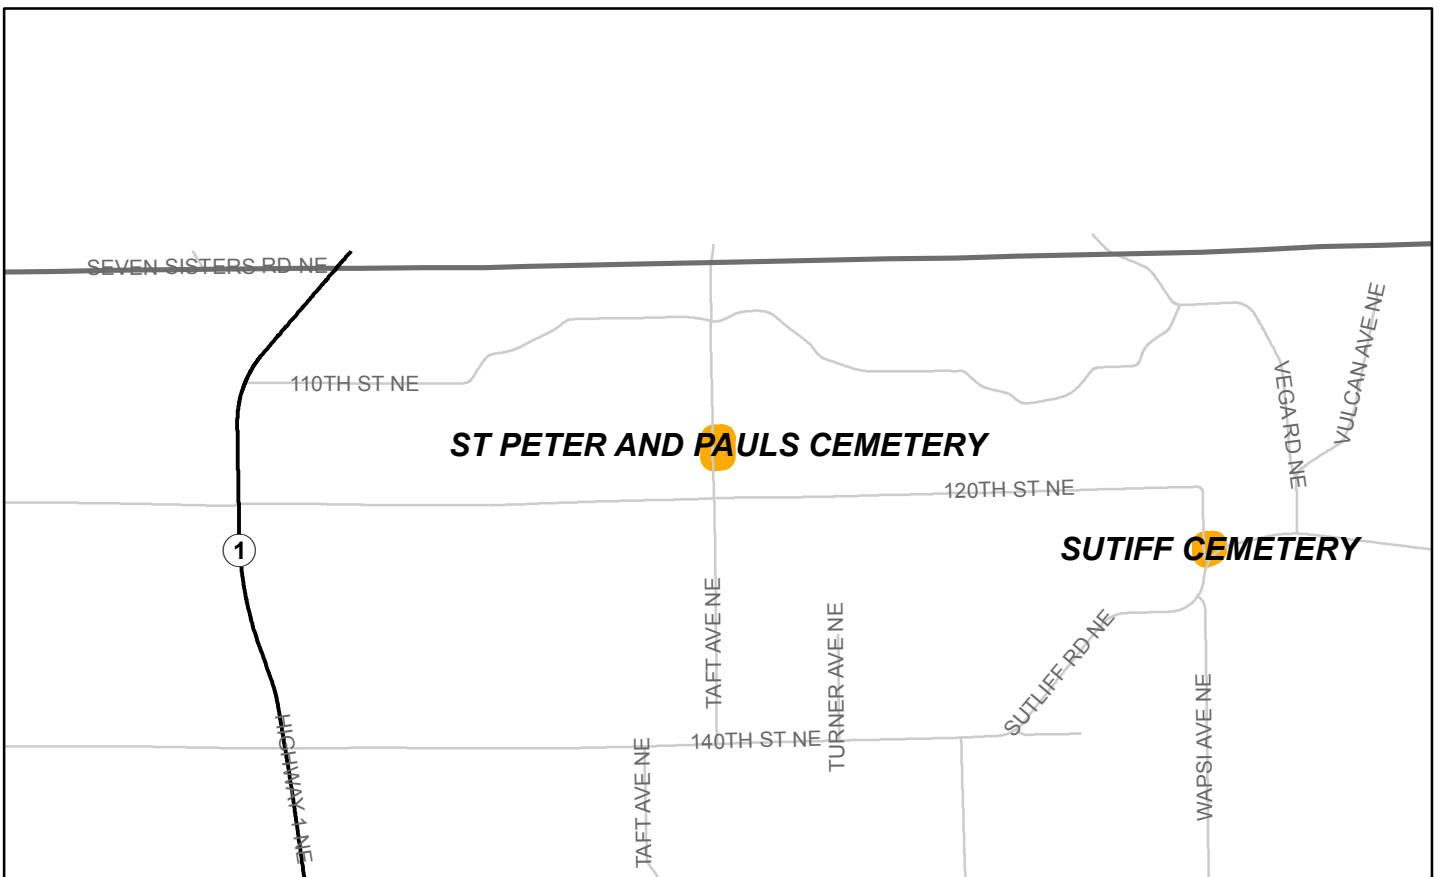 SEVEN SISTERS RD NE
VULCAN AVE NE
110TH ST NE
VEGA RD NE
ST PETER AND PAULS CEMETERY
120TH ST NE
1
SUTIFF CEMETERY
TAFT AVE NE
TURNER AVE NE
SUTLIFF RD NE
WAPSI AVE NE
140TH ST NE
HIGHWAY 1 NE
TAFT AVE NE